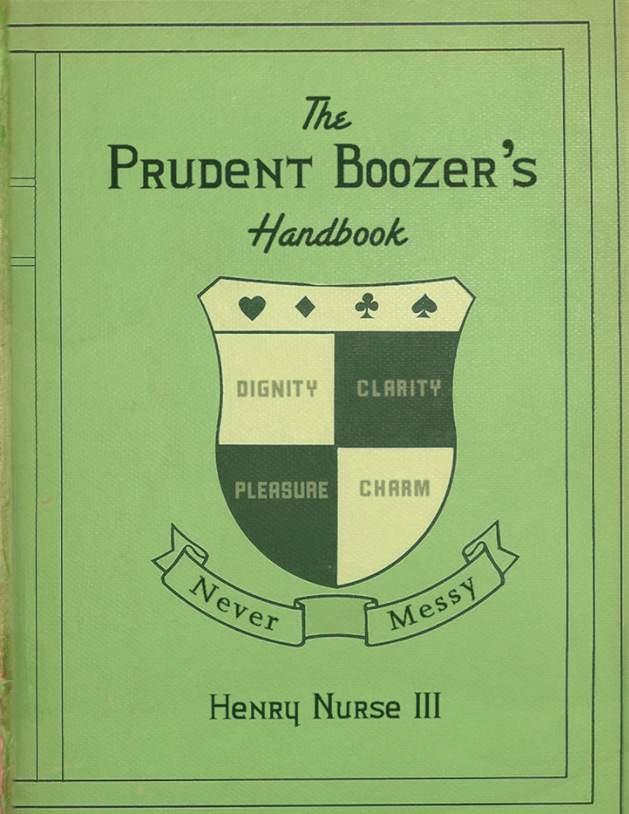 The
PRUDENT BOOZER'S
Handbook
DIGNITY CLARITY
PLEASURE CHARM
Never Messy
HENRY NURSE III